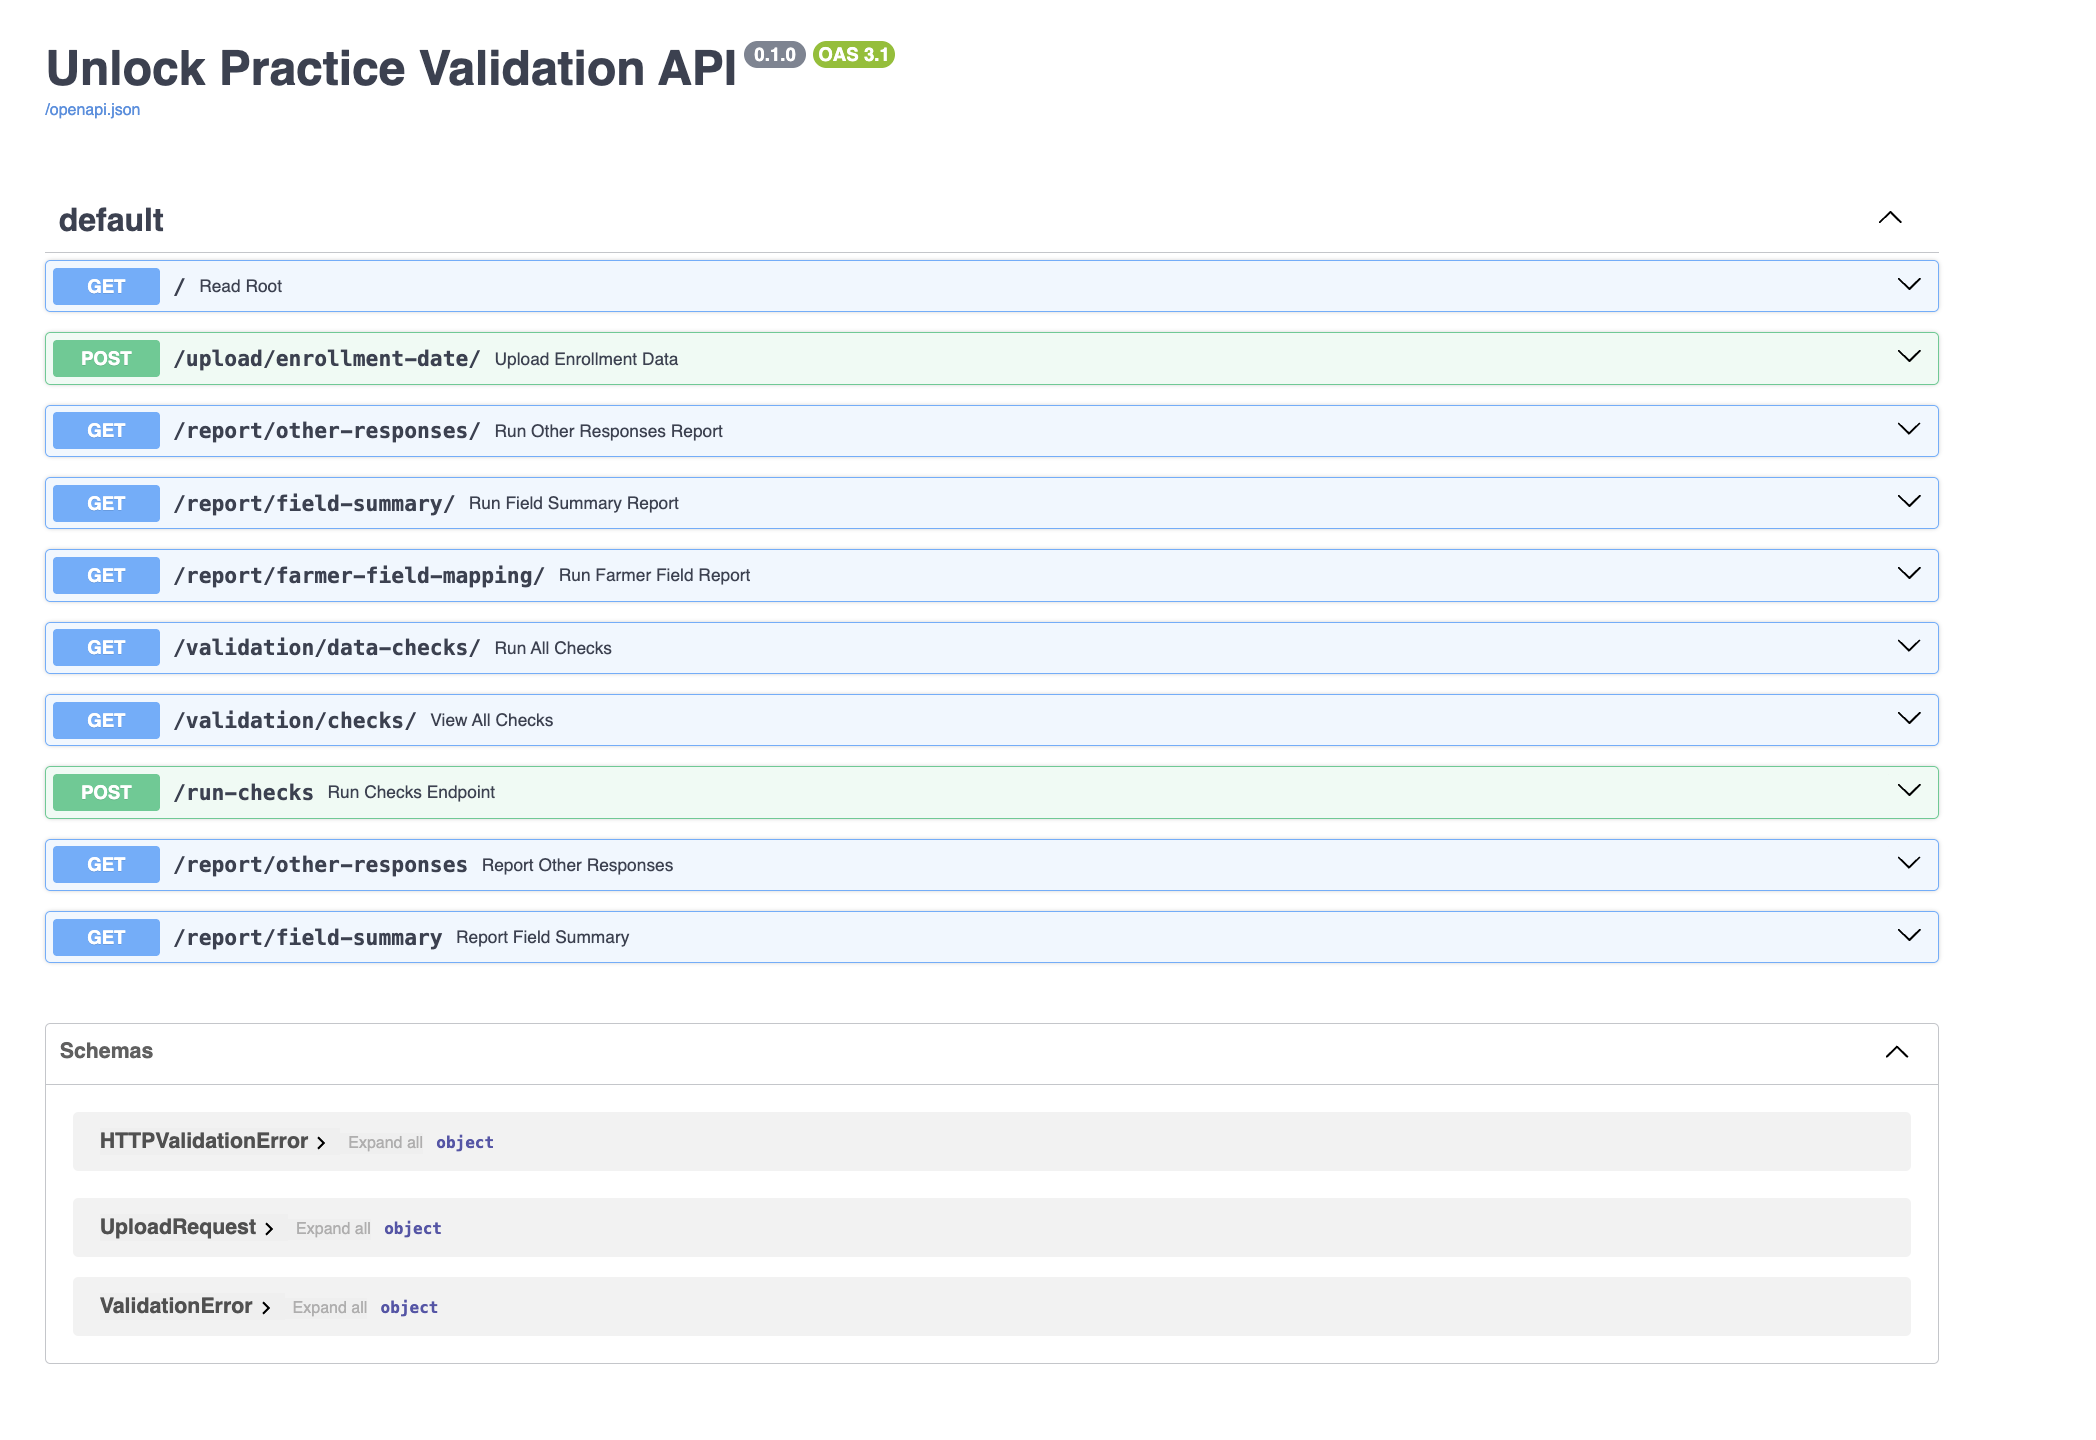 Unlock Practice Validation API 0.1.0 OAS 3.1
/openapi.json
default
GET / Read Root
POST /upload/enrollment-date/ Upload Enrollment Data
GET /report/other-responses/ Run Other Responses Report
GET /report/field-summary/ Run Field Summary Report
GET /report/farmer-field-mapping/ Run Farmer Field Report
GET /validation/data-checks/ Run All Checks
GET /validation/checks/ View All Checks
POST /run-checks Run Checks Endpoint
GET /report/other-responses Report Other Responses
GET /report/field-summary Report Field Summary
Schemas
HTTPValidationError Expand all object
UploadRequest Expand all object
ValidationError Expand all object